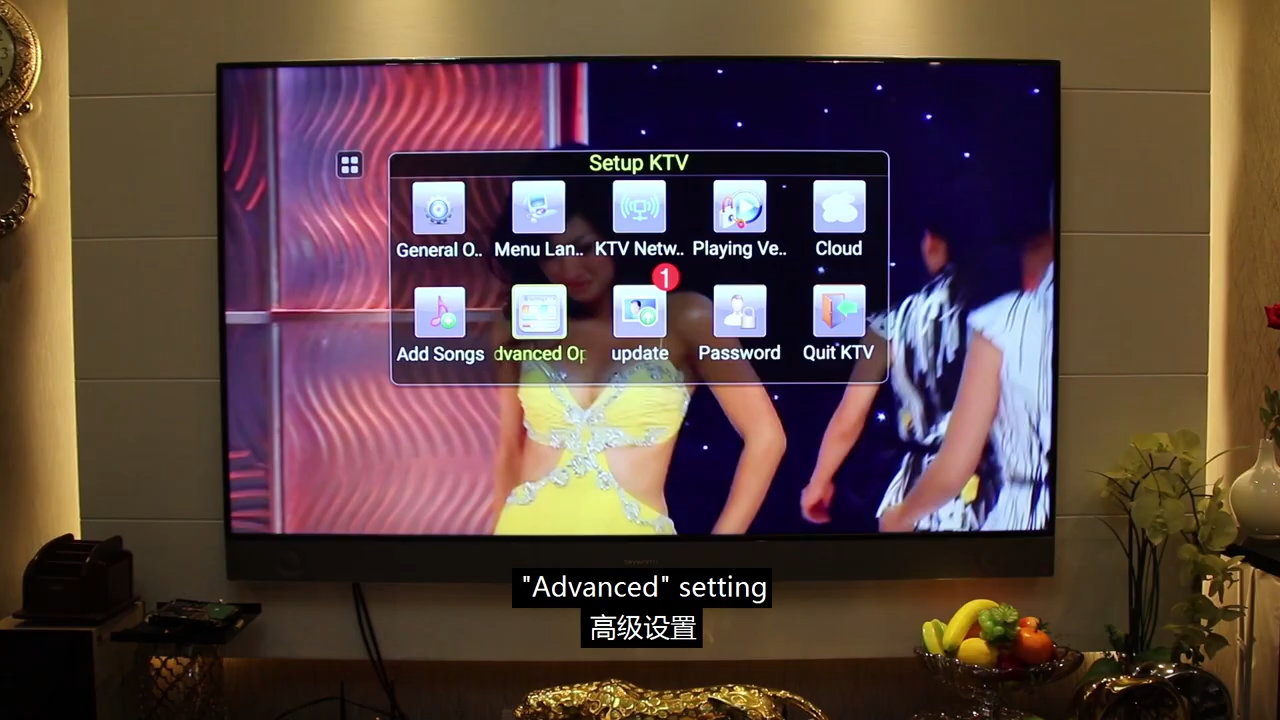 Setup KTV
General O..
Menu Lan..
KTV Netw..
Playing Ve..
Cloud
1
Add Songs
dvanced Op
update
Password
Quit KTV
"Advanced" setting
高级设置